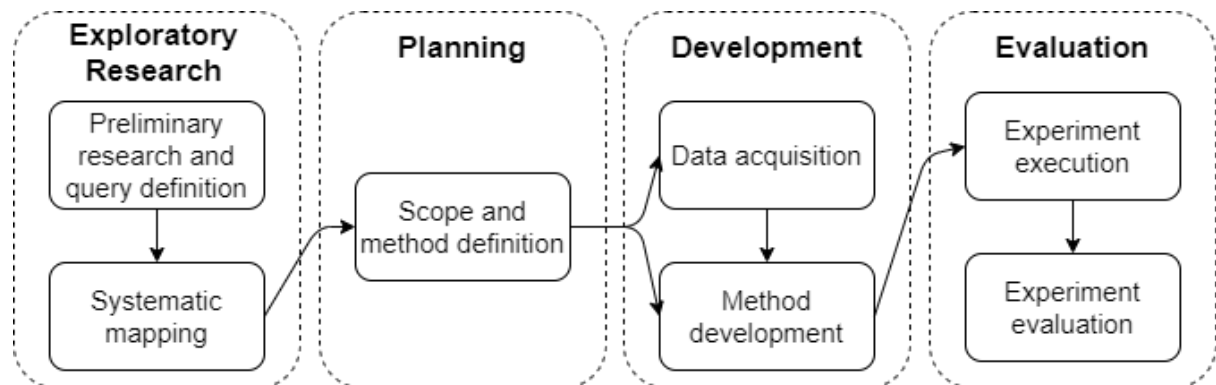 Exploratory
Research
Preliminary
research and
query definition
Systematic
mapping
Planning
Scope and
method definition
Development
Data acquisition
Method
development
Evaluation
Experiment
execution
Experiment
evaluation